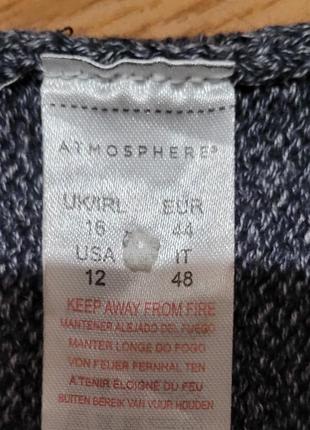 ATMOSPHERE®
UK/IRL EUR
16 44
USA IT
12 48
KEEP AWAY FROM FIRE
MANTENER ALEJADO DEL FUEGO
MANTER LONGE DO FOGO
VON FEUER FERNHALTEN
A TENIR ÉLOIGNÉ DU FEU
BUITEN BEREIK VAN VUUR HOUDEN